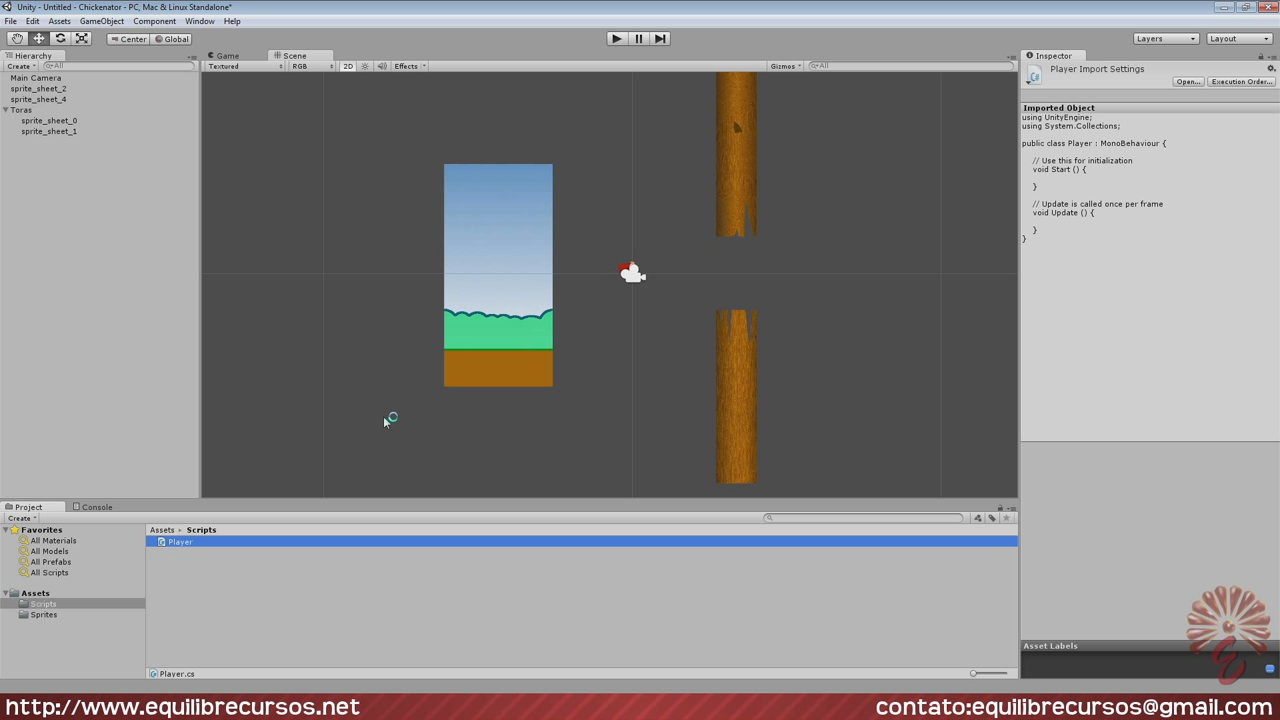 Unity - Untitled - Chickenator - PC, Mac & Linux Standalone*
File Edit Assets GameObject Component Scripts Window Help
Center Global Layers Layout
Hierarchy
Create All
Main Camera
sprite_sheet_2
sprite_sheet_4
Toras
sprite_sheet_0
sprite_sheet_1
Game Scene
Textured RGB 2D Effects Gizmos All
Inspector
Player Import Settings
Open... Execution Order...
Imported Object
using UnityEngine;
using System.Collections;
public class Player : MonoBehaviour {
// Use this for initialization
void Start () {
}
// Update is called once per frame
void Update () {
}
}
Project Console
Create
Favorites
All Materials
All Models
All Prefabs
All Scripts
Assets
Scripts
Sprites
Assets Scripts
Player
Player.cs
Asset Labels
http://www.equilibrecursos.net contato:equilibrecursos@gmail.com